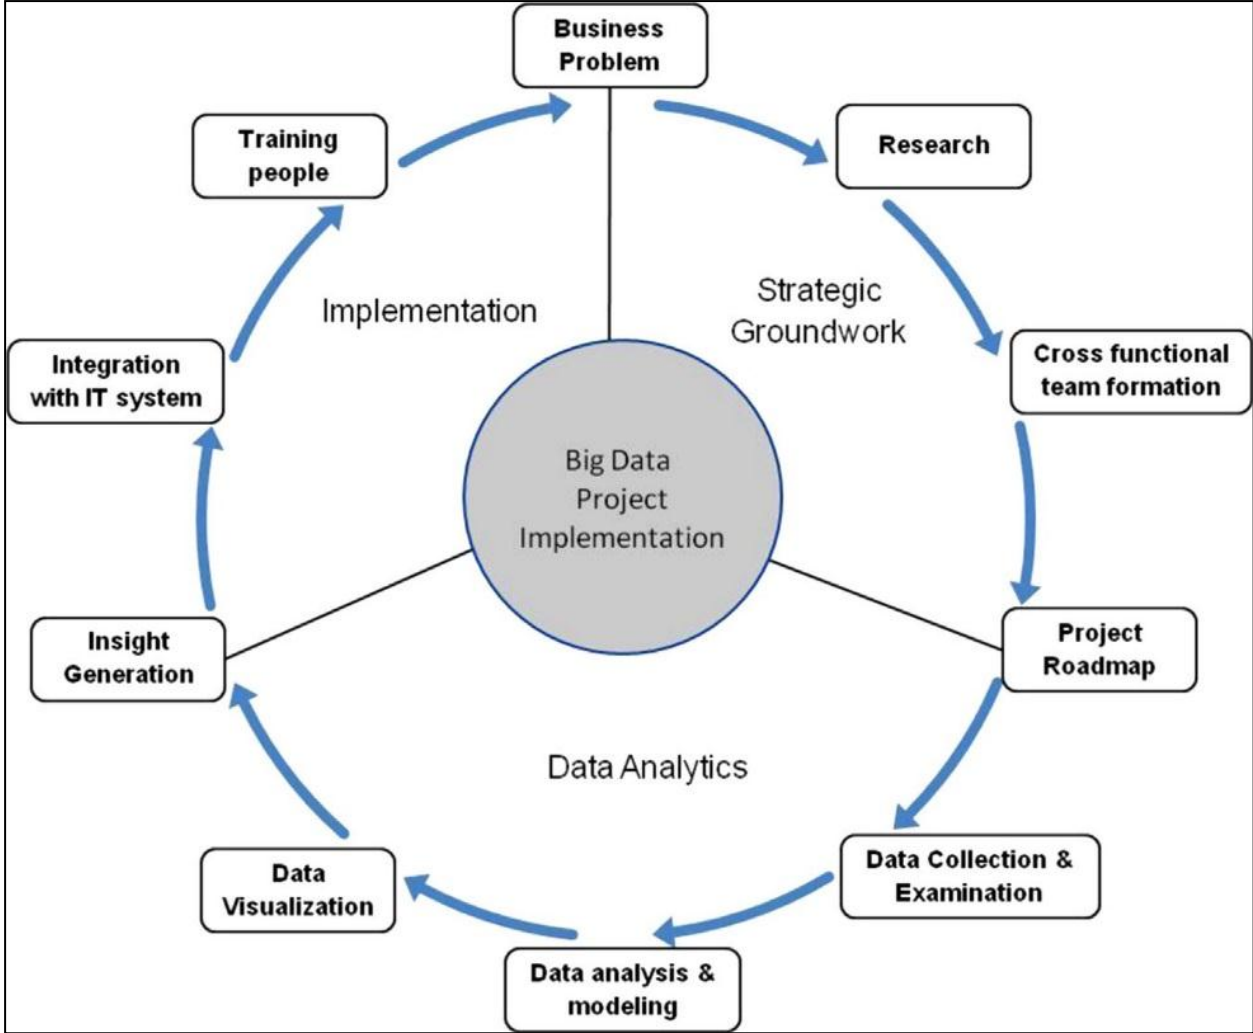 Business
Problem
Training
people
Research
Implementation
Strategic
Groundwork
Integration
with IT system
Cross functional
team formation
Big Data
Project
Implementation
Insight
Generation
Project
Roadmap
Data Analytics
Data
Visualization
Data Collection &
Examination
Data analysis &
modeling